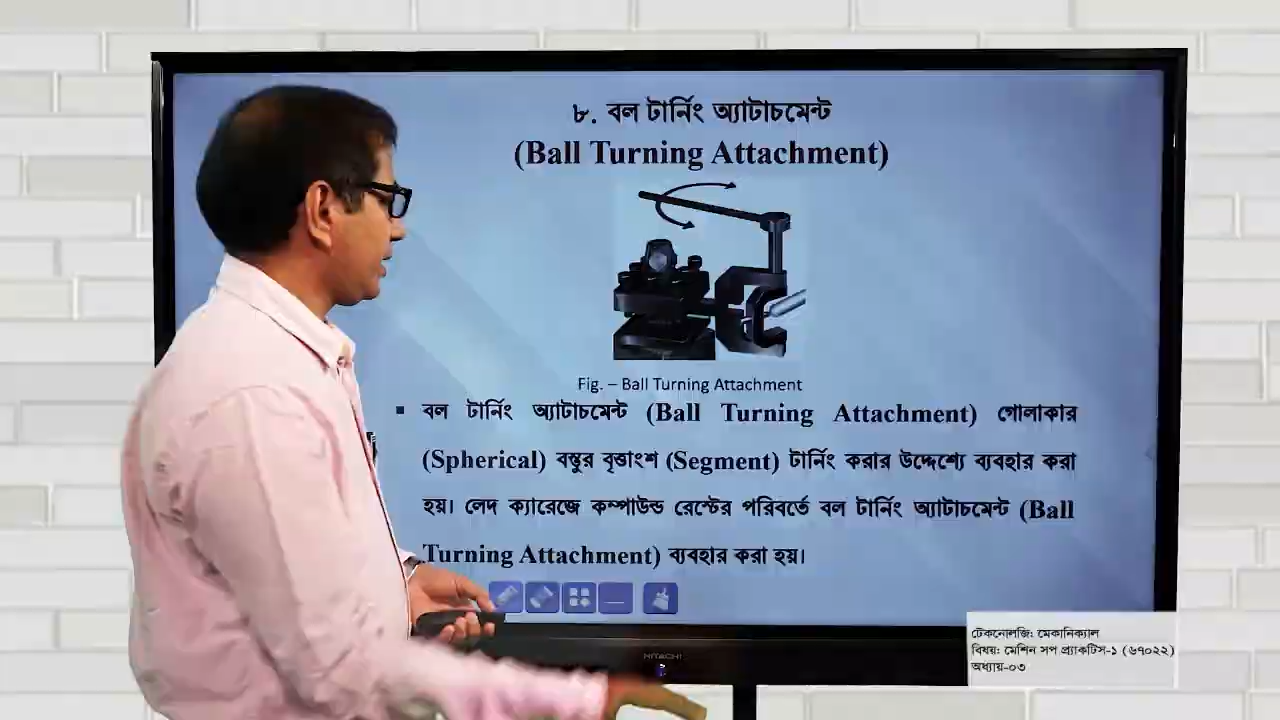 ৮. বল টার্নিং অ্যাটাচমেন্ট
(Ball Turning Attachment)
Fig. – Ball Turning Attachment
▪ বল টার্নিং অ্যাটাচমেন্ট (Ball Turning Attachment) গোলাকার
(Spherical) বস্তুর বৃত্তাংশ (Segment) টার্নিং করার উদ্দেশ্যে ব্যবহার করা
হয়। লেদ ক্যারেজে কম্পাউন্ড রেস্টের পরিবর্তে বল টার্নিং অ্যাটাচমেন্ট (Ball
Turning Attachment) ব্যবহার করা হয়।
HITACHI
টেকনোলজি: মেকানিক্যাল
বিষয়: মেশিন সপ প্র্যাকটিস-১ (৬৭০২২)
অধ্যায়-০৩